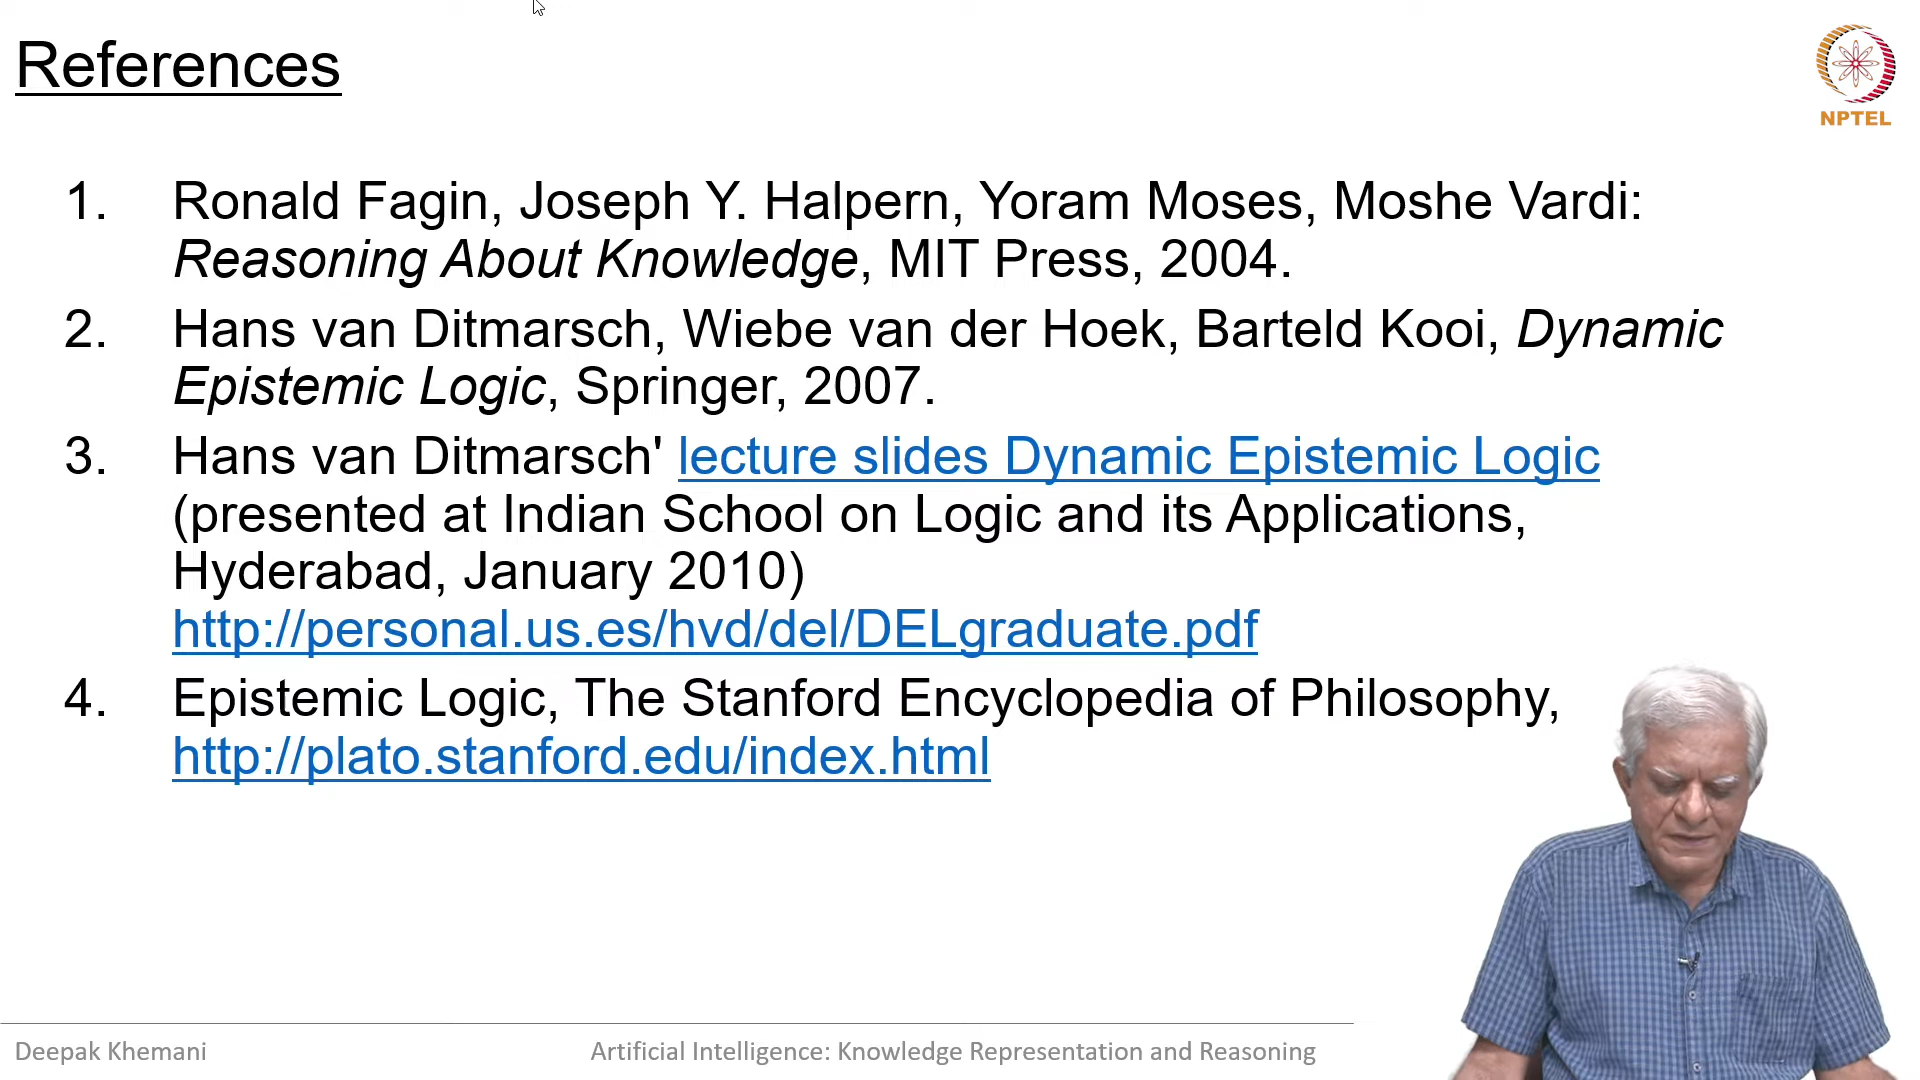 References
NPTEL
1. Ronald Fagin, Joseph Y. Halpern, Yoram Moses, Moshe Vardi:
Reasoning About Knowledge, MIT Press, 2004.
2. Hans van Ditmarsch, Wiebe van der Hoek, Barteld Kooi, Dynamic
Epistemic Logic, Springer, 2007.
3. Hans van Ditmarsch' lecture slides Dynamic Epistemic Logic
(presented at Indian School on Logic and its Applications,
Hyderabad, January 2010)
http://personal.us.es/hvd/del/DELgraduate.pdf
4. Epistemic Logic, The Stanford Encyclopedia of Philosophy,
http://plato.stanford.edu/index.html
Deepak Khemani
Artificial Intelligence: Knowledge Representation and Reasoning